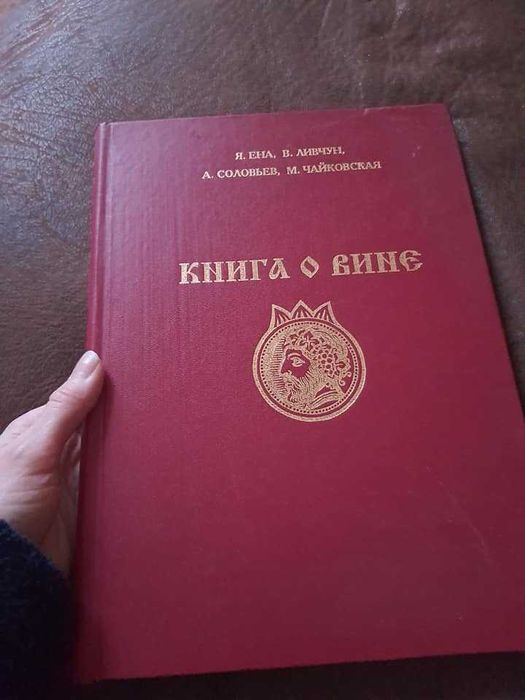 Я. ЕНА, В. ЛИВЧУН,
А. СОЛОВЬЕВ, М. ЧАЙКОВСКАЯ
КНИГА О ВИНЕ